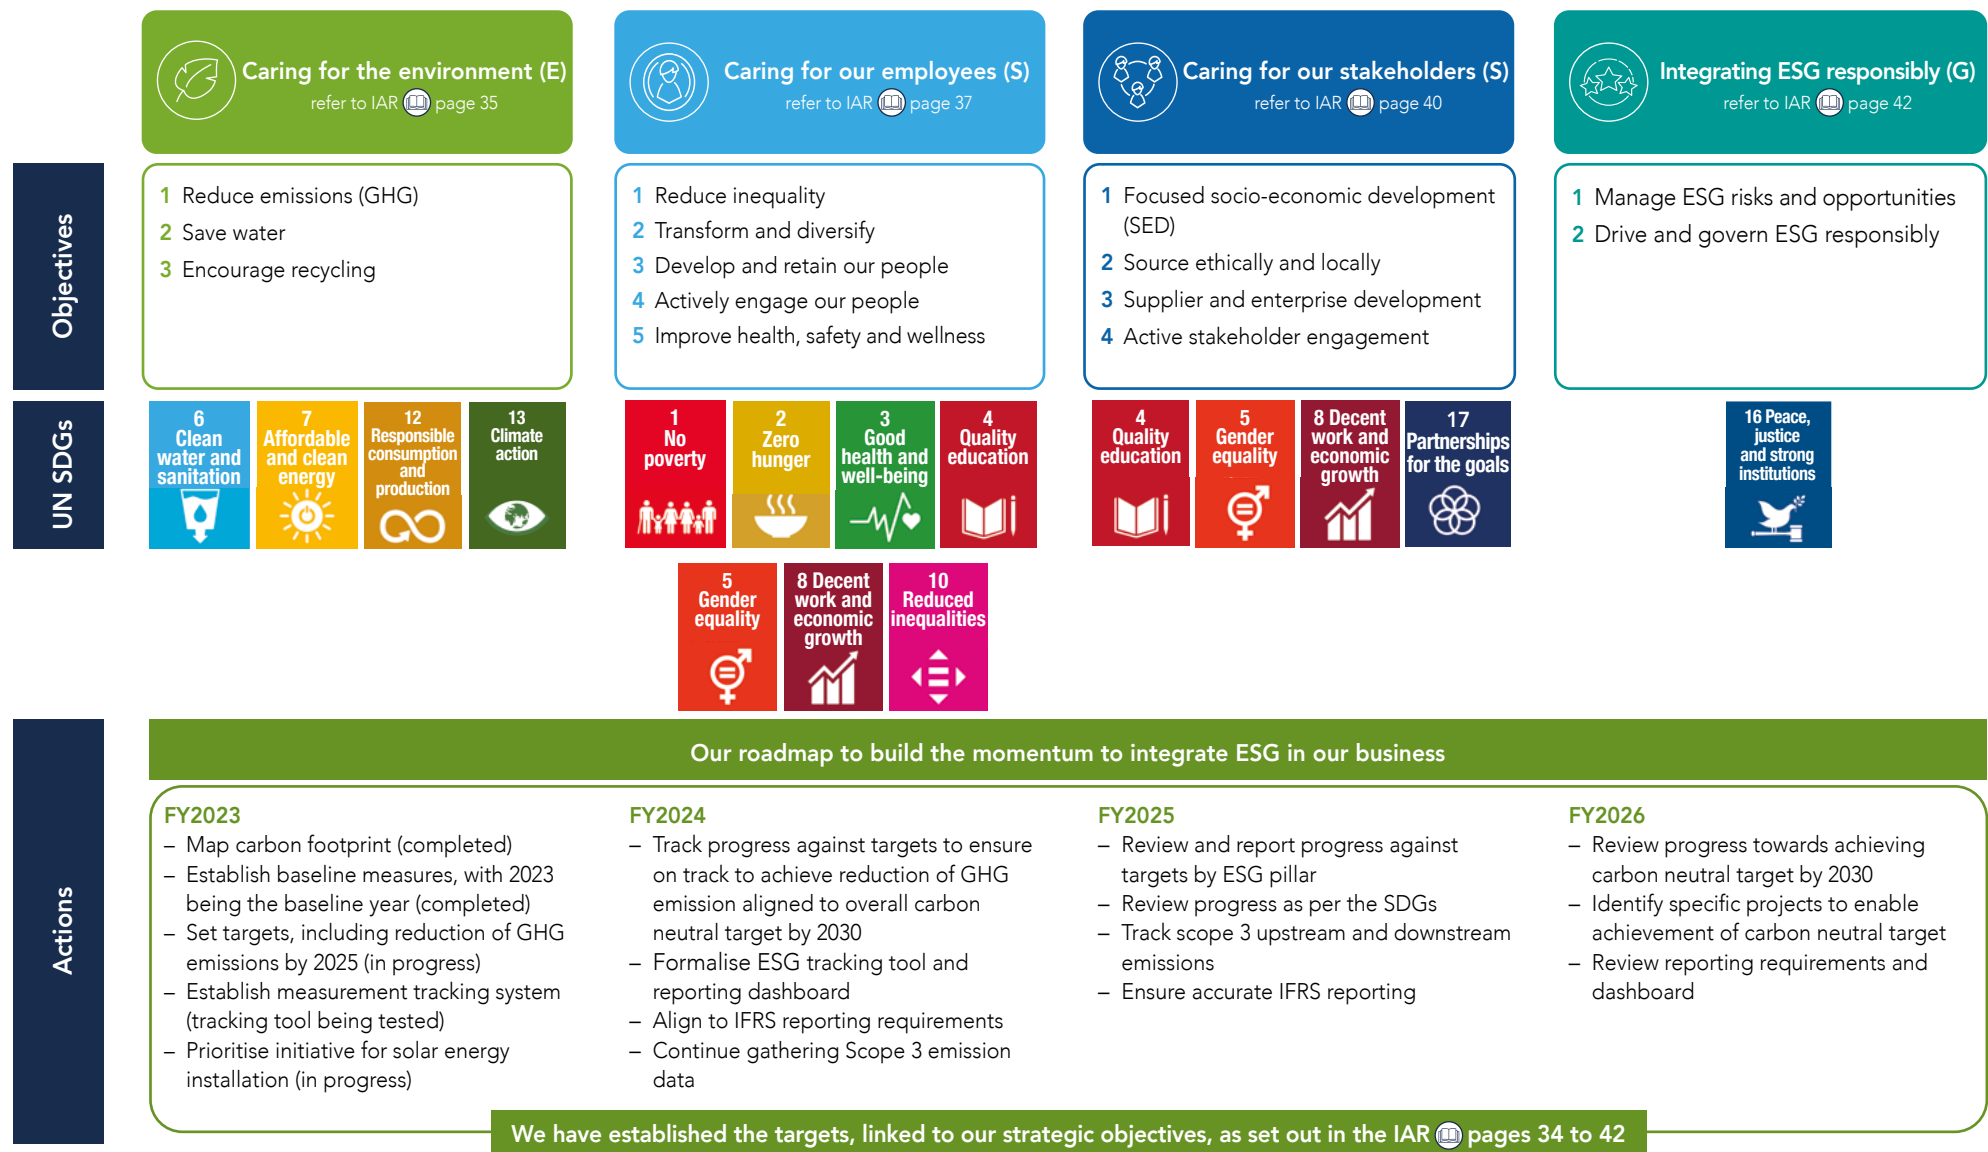 Caring for the environment (E)
refer to IAR page 35
Caring for our employees (S)
refer to IAR page 37
Caring for our stakeholders (S)
refer to IAR page 40
Integrating ESG responsibly (G)
refer to IAR page 42
Objectives
1 Reduce emissions (GHG)
2 Save water
3 Encourage recycling
1 Reduce inequality
2 Transform and diversify
3 Develop and retain our people
4 Actively engage our people
5 Improve health, safety and wellness
1 Focused socio-economic development
(SED)
2 Source ethically and locally
3 Supplier and enterprise development
4 Active stakeholder engagement
1 Manage ESG risks and opportunities
2 Drive and govern ESG responsibly
UN SDGs
6
Clean
water and
sanitation
7
Affordable
and clean
energy
12
Responsible
consumption
and
production
13
Climate
action
1
No
poverty
2
Zero
hunger
3
Good
health and
well-being
4
Quality
education
5
Gender
equality
8 Decent
work and
economic
growth
10
Reduced
inequalities
4
Quality
education
5
Gender
equality
8 Decent
work and
economic
growth
17
Partnerships
for the goals
16 Peace,
justice
and strong
institutions
Actions
Our roadmap to build the momentum to integrate ESG in our business
FY2023
– Map carbon footprint (completed)
– Establish baseline measures, with 2023
being the baseline year (completed)
– Set targets, including reduction of GHG
emissions by 2025 (in progress)
– Establish measurement tracking system
(tracking tool being tested)
– Prioritise initiative for solar energy
installation (in progress)
FY2024
– Track progress against targets to ensure
on track to achieve reduction of GHG
emission aligned to overall carbon
neutral target by 2030
– Formalise ESG tracking tool and
reporting dashboard
– Align to IFRS reporting requirements
– Continue gathering Scope 3 emission
data
FY2025
– Review and report progress against
targets by ESG pillar
– Review progress as per the SDGs
– Track scope 3 upstream and downstream
emissions
– Ensure accurate IFRS reporting
FY2026
– Review progress towards achieving
carbon neutral target by 2030
– Identify specific projects to enable
achievement of carbon neutral target
– Review reporting requirements and
dashboard
We have established the targets, linked to our strategic objectives, as set out in the IAR pages 34 to 42